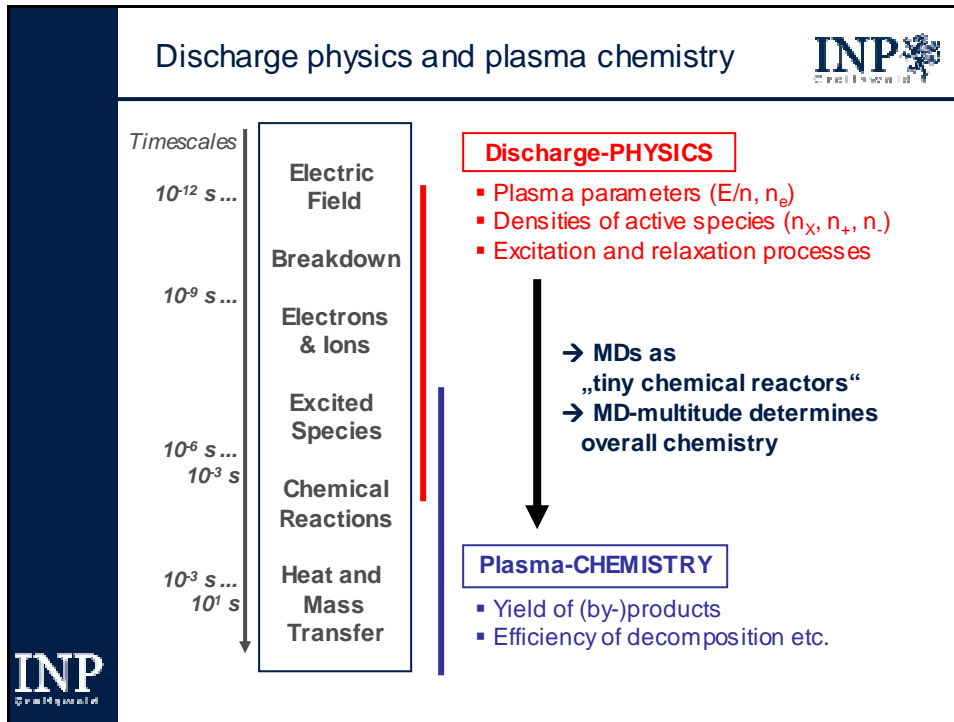 Discharge physics and plasma chemistry
INP
Greifswald
Timescales
10⁻¹² s ...
10⁻⁹ s ...
10⁻⁶ s ...
10⁻³ s
10⁻³ s ...
10¹ s
Electric
Field
Breakdown
Electrons
& Ions
Excited
Species
Chemical
Reactions
Heat and
Mass
Transfer
Discharge-PHYSICS
▪ Plasma parameters (E/n, nₑ)
▪ Densities of active species (nₓ, n₊, n₋)
▪ Excitation and relaxation processes
→ MDs as
„tiny chemical reactors“
→ MD-multitude determines
overall chemistry
Plasma-CHEMISTRY
▪ Yield of (by-)products
▪ Efficiency of decomposition etc.
INP
Greifswald